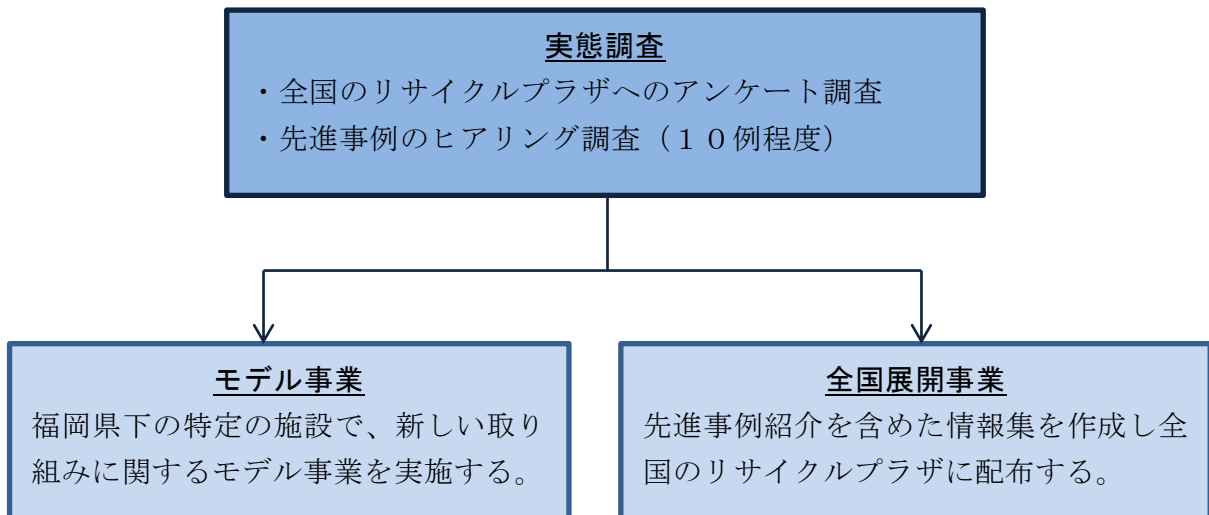 実態調査
・全国のリサイクルプラザへのアンケート調査
・先進事例のヒアリング調査（１０例程度）
モデル事業
福岡県下の特定の施設で、新しい取り
組みに関するモデル事業を実施する。
全国展開事業
先進事例紹介を含めた情報集を作成し全
国のリサイクルプラザに配布する。